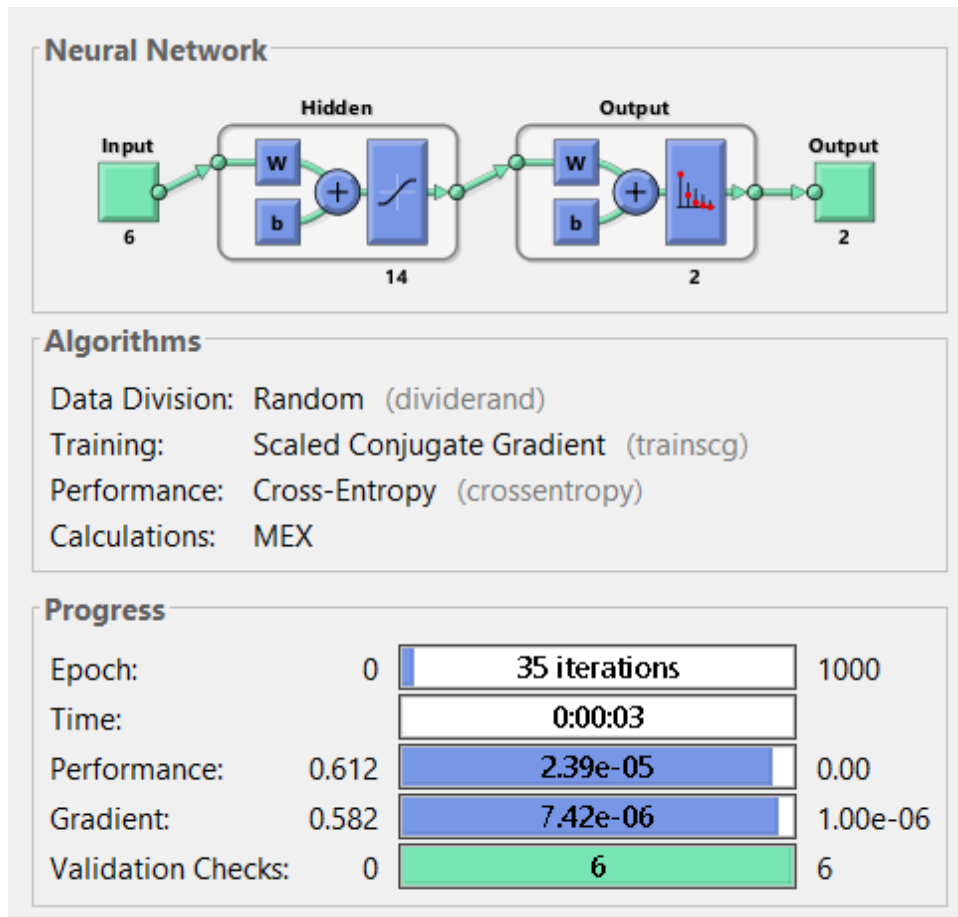 Neural Network
Hidden
Output
Input
Output
W
+
b
W
+
b
6
14
2
2
Algorithms
Data Division: Random (dividerand)
Training: Scaled Conjugate Gradient (trainscg)
Performance: Cross-Entropy (crossentropy)
Calculations: MEX
Progress
Epoch: 0 35 iterations 1000
Time: 0:00:03
Performance: 0.612 2.39e-05 0.00
Gradient: 0.582 7.42e-06 1.00e-06
Validation Checks: 0 6 6